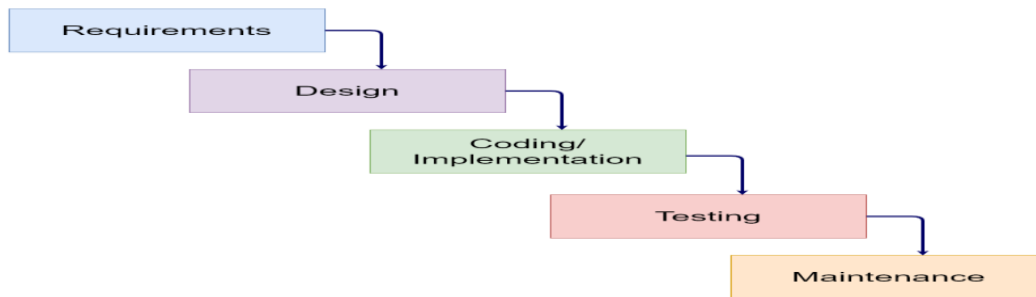 Requirements
Design
Coding/
Implementation
Testing
Maintenance